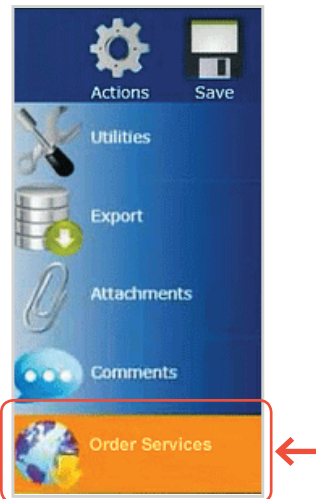 Actions Save
Utilities
Export
Attachments
Comments
Order Services